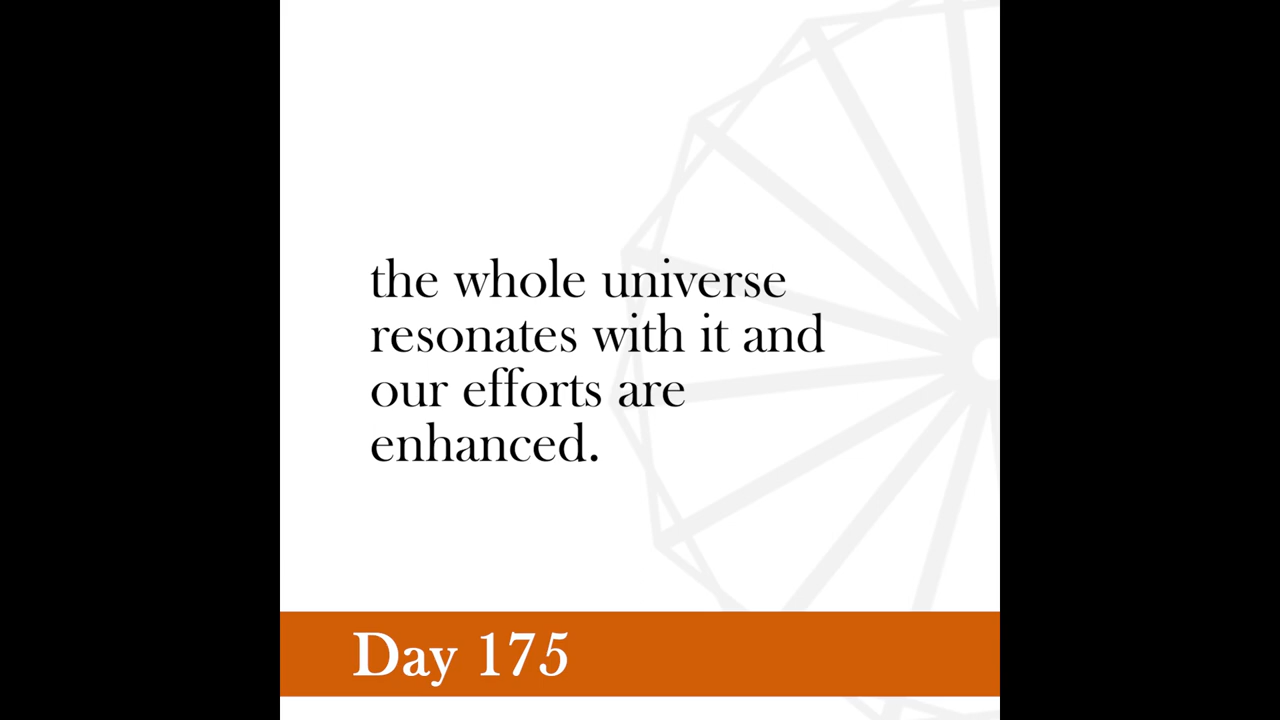 the whole universe
resonates with it and
our efforts are
enhanced.
Day 175